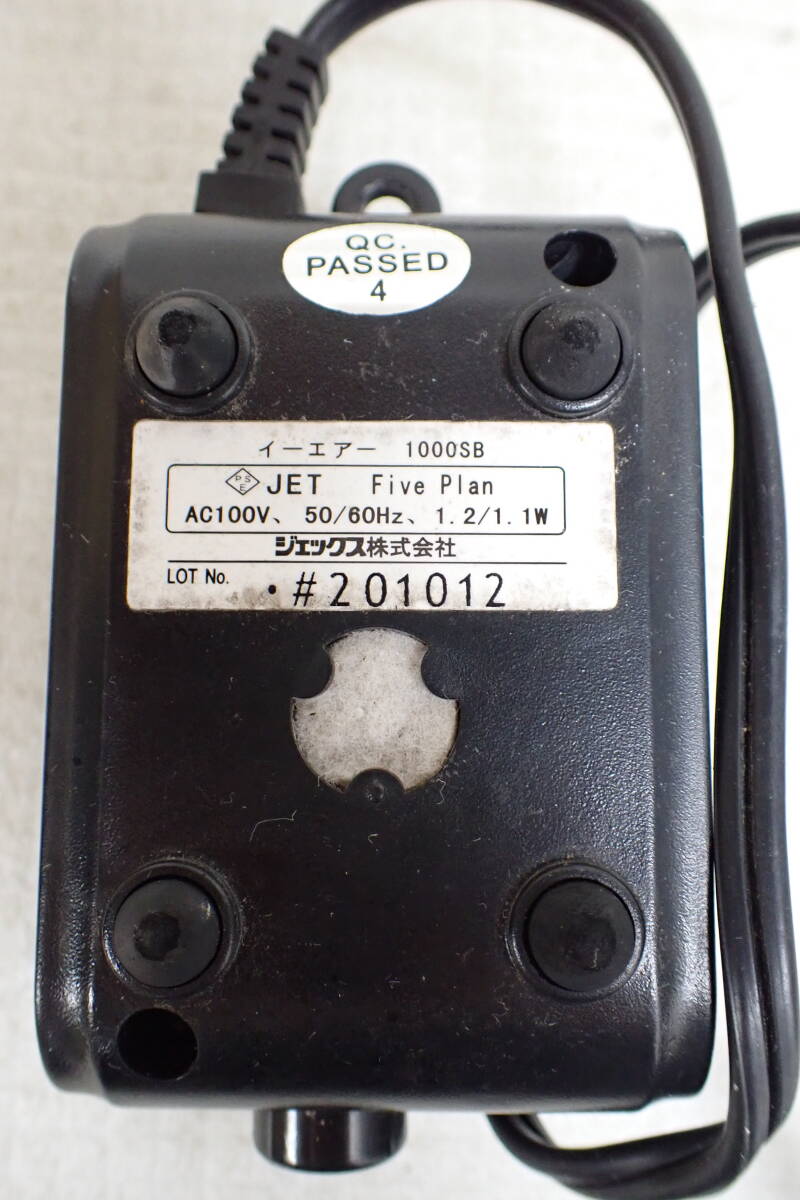 QC.
PASSED
4
イーエアー 1000SB
PS
E
JET Five Plan
AC100V、50/60Hz、1.2/1.1W
ジェックス株式会社
LOT No. ・#201012